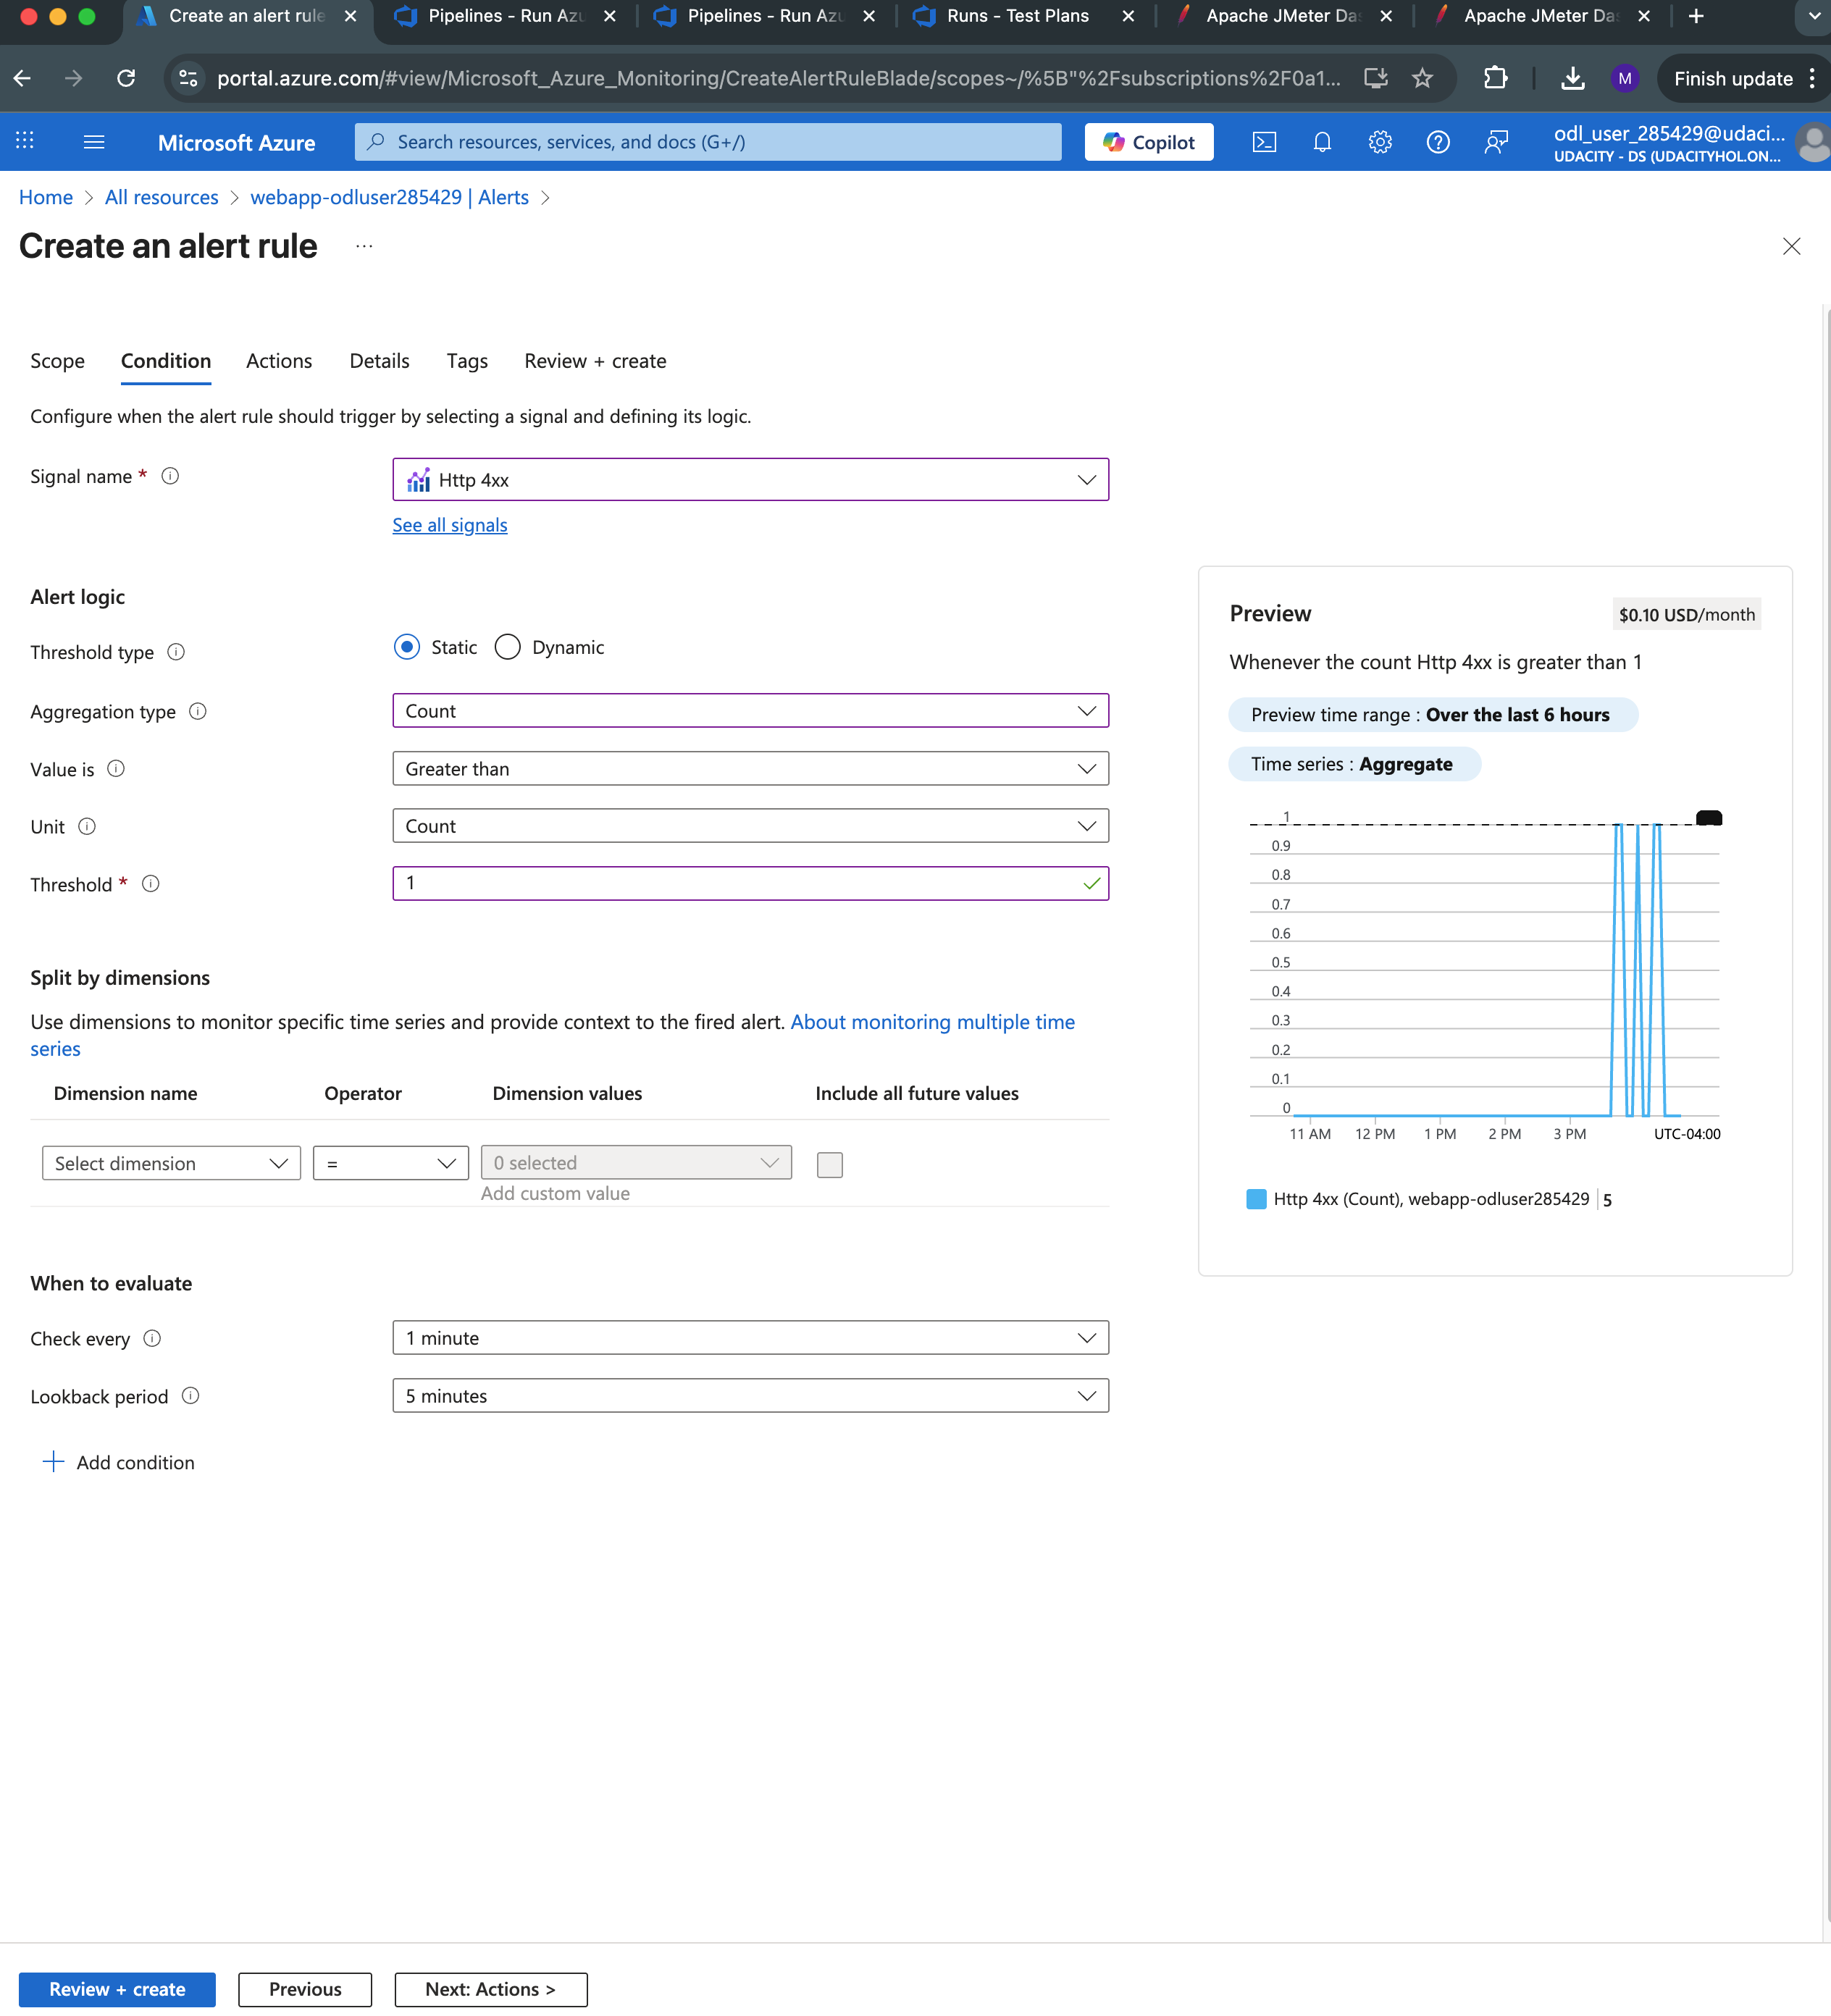 Create an alert rule
Pipelines - Run Azu
Pipelines - Run Azu
Runs - Test Plans
Apache JMeter Das
Apache JMeter Das
portal.azure.com/#view/Microsoft_Azure_Monitoring/CreateAlertRuleBlade/scopes~/%5B"%2Fsubscriptions%2F0a1...
M
Finish update
Microsoft Azure
Search resources, services, and docs (G+/)
Copilot
odl_user_285429@udaci...
UDACITY - DS (UDACITYHOL.ON...
Home > All resources > webapp-odluser285429 | Alerts >
Create an alert rule ...
Scope Condition Actions Details Tags Review + create
Configure when the alert rule should trigger by selecting a signal and defining its logic.
Signal name * Http 4xx
See all signals
Alert logic
Threshold type Static Dynamic
Aggregation type Count
Value is Greater than
Unit Count
Threshold * 1
Split by dimensions
Use dimensions to monitor specific time series and provide context to the fired alert. About monitoring multiple time
series
Dimension name Operator Dimension values Include all future values
Select dimension = 0 selected
Add custom value
When to evaluate
Check every 1 minute
Lookback period 5 minutes
+ Add condition
Preview $0.10 USD/month
Whenever the count Http 4xx is greater than 1
Preview time range : Over the last 6 hours
Time series : Aggregate
1
0.9
0.8
0.7
0.6
0.5
0.4
0.3
0.2
0.1
0
11 AM 12 PM 1 PM 2 PM 3 PM UTC-04:00
Http 4xx (Count), webapp-odluser285429 | 5
Review + create Previous Next: Actions >